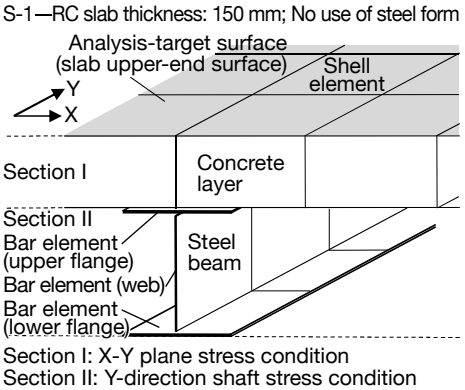 S-1—RC slab thickness: 150 mm; No use of steel form
Analysis-target surface
(slab upper-end surface)
Shell
element
Y
X
Section I
Concrete
layer
Section II
Bar element
(upper flange)
Steel
beam
Bar element (web)
Bar element
(lower flange)
Section I: X-Y plane stress condition
Section II: Y-direction shaft stress condition